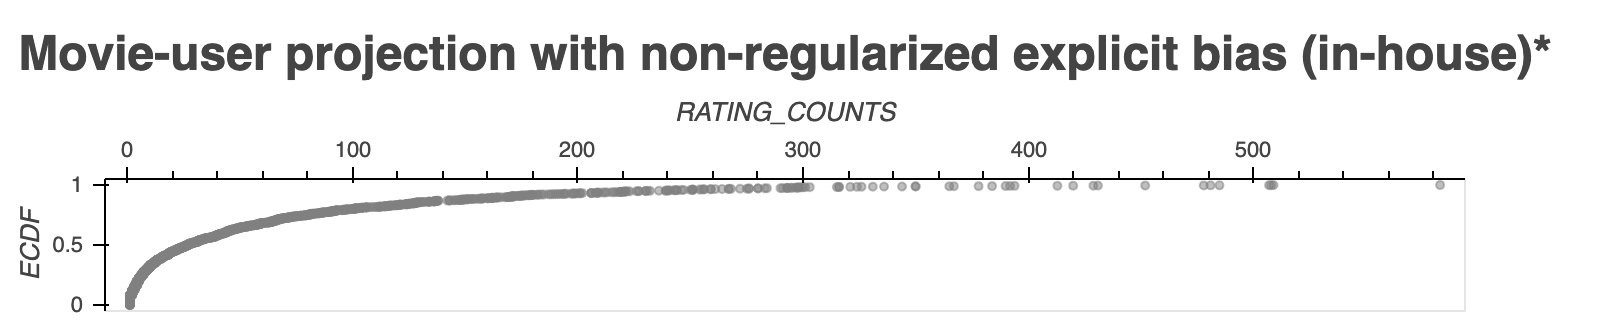 Movie-user projection with non-regularized explicit bias (in-house)*
RATING_COUNTS
0 100 200 300 400 500
1
0.5
0
ECDF